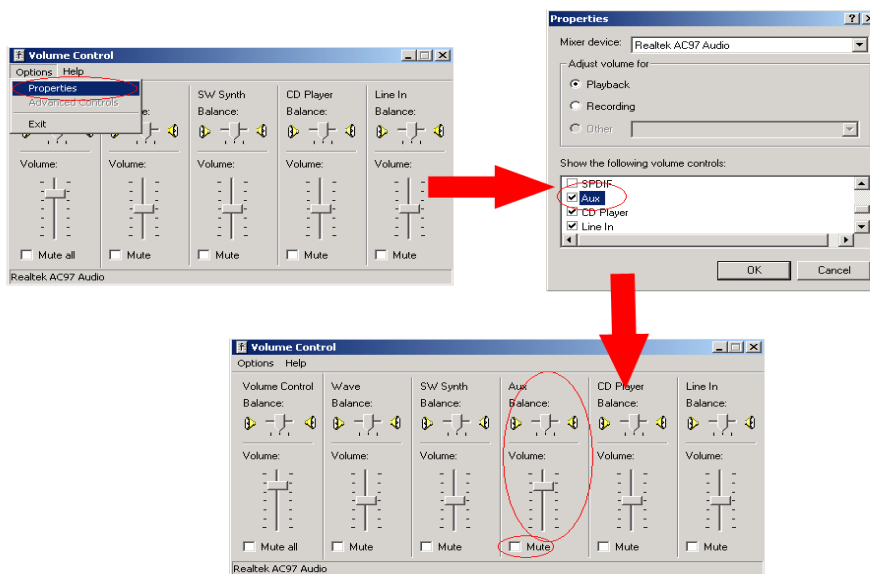 Volume Control
Options Help
Properties
Advanced Controls
Exit
SW Synth
CD Player
Line In
Balance:
Balance:
Balance:
Volume:
Volume:
Volume:
Volume:
Volume:
Mute all
Mute
Mute
Mute
Mute
Realtek AC97 Audio
Properties
Mixer device:
Realtek AC97 Audio
Adjust volume for
Playback
Recording
Other
Show the following volume controls:
SPDIF
Aux
CD Player
Line In
OK
Cancel
Volume Control
Options Help
Volume Control
Wave
SW Synth
Aux
CD Player
Line In
Balance:
Balance:
Balance:
Balance:
Balance:
Balance:
Volume:
Volume:
Volume:
Volume:
Volume:
Volume:
Mute all
Mute
Mute
Mute
Mute
Mute
Realtek AC97 Audio